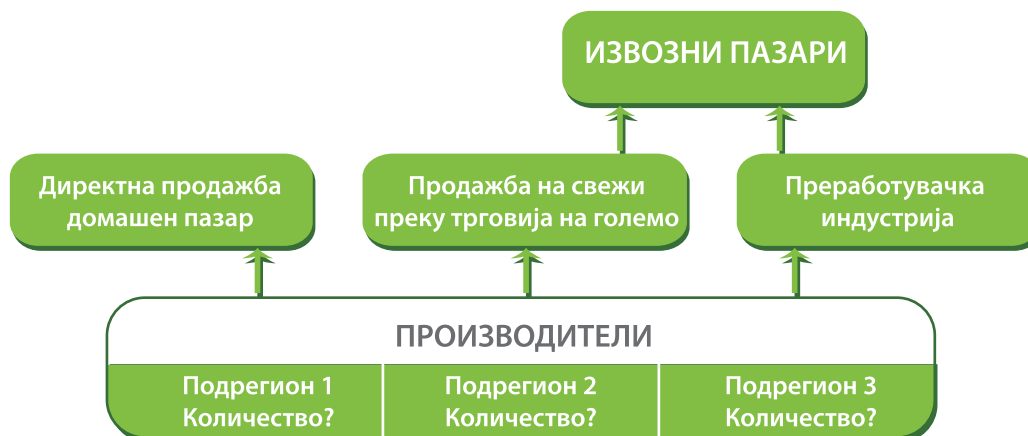 ИЗВОЗНИ ПАЗАРИ
Директна продажба
домашен пазар
Продажба на свежи
преку трговија на големо
Преработувачка
индустрија
ПРОИЗВОДИТЕЛИ
Подрегион 1
Количество?
Подрегион 2
Количество?
Подрегион 3
Количество?